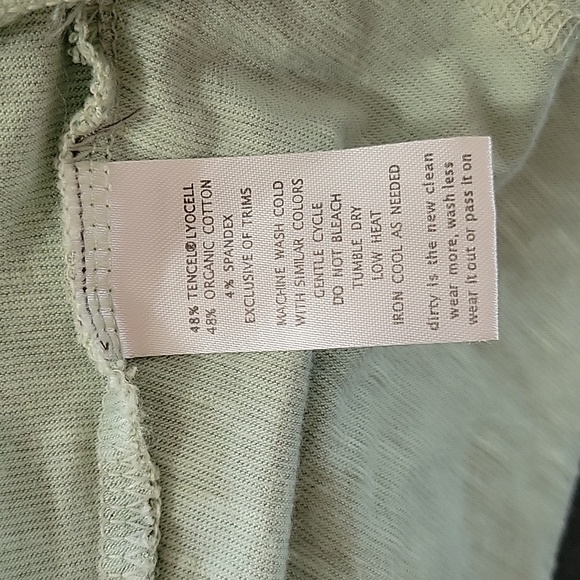 48% TENCEL® LYOCELL
48% ORGANIC COTTON
4% SPANDEX
EXCLUSIVE OF TRIMS
MACHINE WASH COLD
WITH SIMILAR COLORS
GENTLE CYCLE
DO NOT BLEACH
TUMBLE DRY
LOW HEAT
IRON COOL AS NEEDED
dirty is the new clean
wear more, wash less
wear it out or pass it on